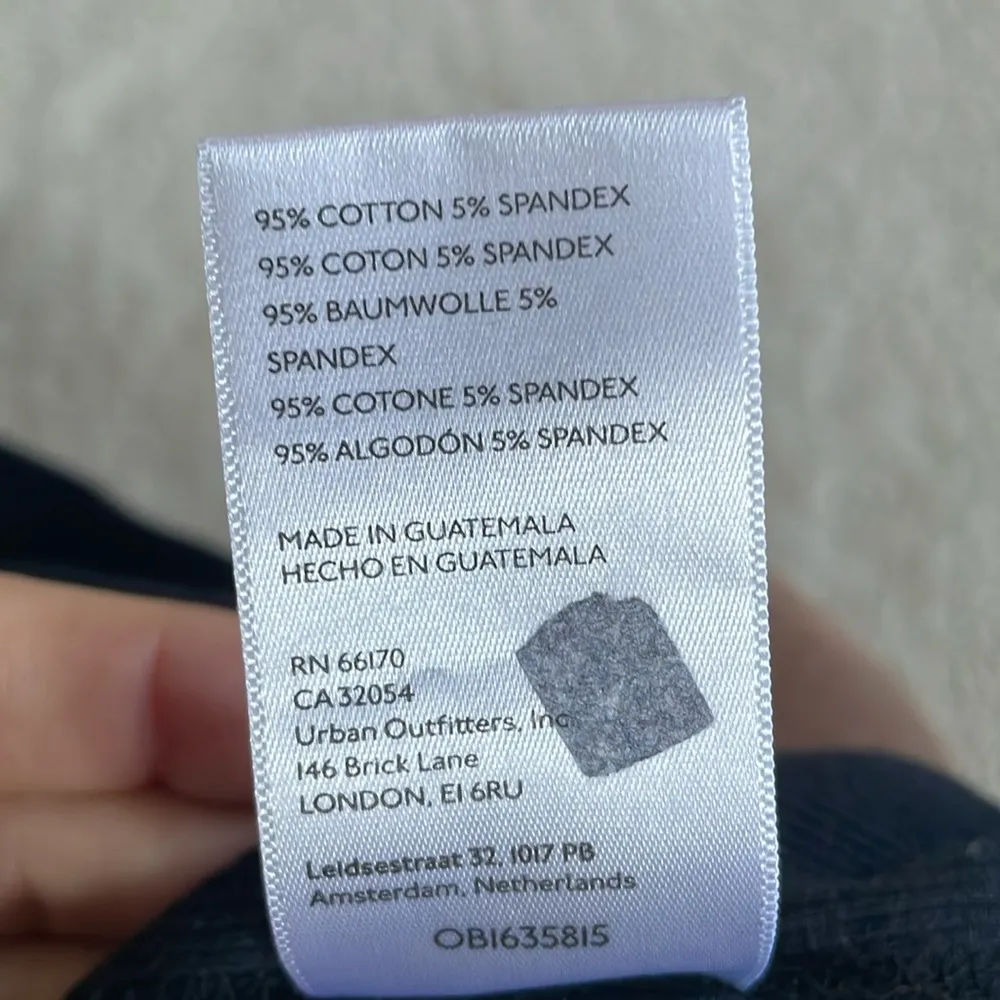 95% COTTON 5% SPANDEX
95% COTON 5% SPANDEX
95% BAUMWOLLE 5%
SPANDEX
95% COTONE 5% SPANDEX
95% ALGODÓN 5% SPANDEX
MADE IN GUATEMALA
HECHO EN GUATEMALA
RN 66170
CA 32054
Urban Outfitters, Inc
146 Brick Lane
LONDON, E1 6RU
Leidsestraat 32, 1017 PB
Amsterdam, Netherlands
OB1635815